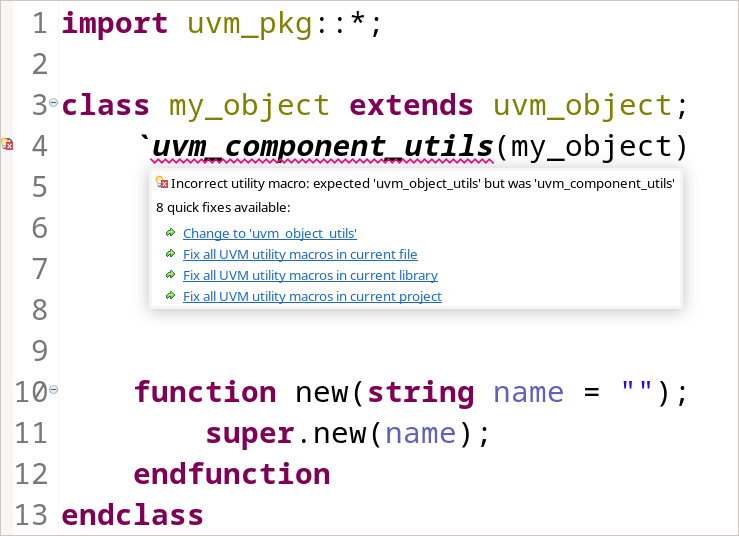 1 import uvm_pkg::*;
2
3 class my_object extends uvm_object;
4 `uvm_component_utils(my_object)
5
Incorrect utility macro: expected 'uvm_object_utils' but was 'uvm_component_utils'
8 quick fixes available:
6
Change to 'uvm_object_utils'
Fix all UVM utility macros in current file
7
Fix all UVM utility macros in current library
Fix all UVM utility macros in current project
8
9
10 function new(string name = "");
11 super.new(name);
12 endfunction
13 endclass